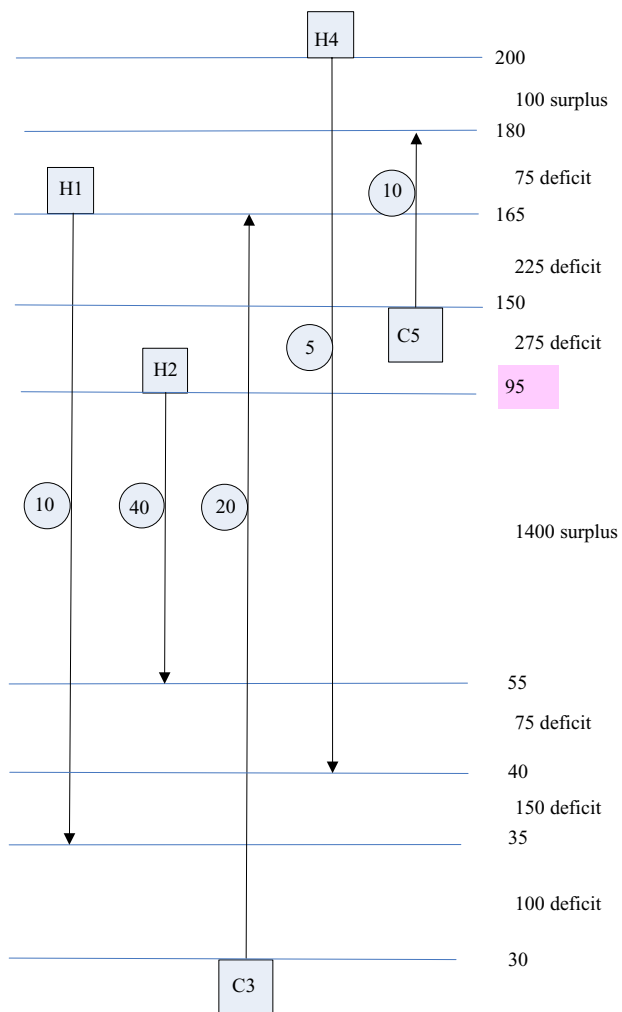 H4
200
100 surplus
180
H1
10
75 deficit
165
225 deficit
150
5
C5
275 deficit
H2
95
10
40
20
1400 surplus
55
75 deficit
40
150 deficit
35
100 deficit
30
C3